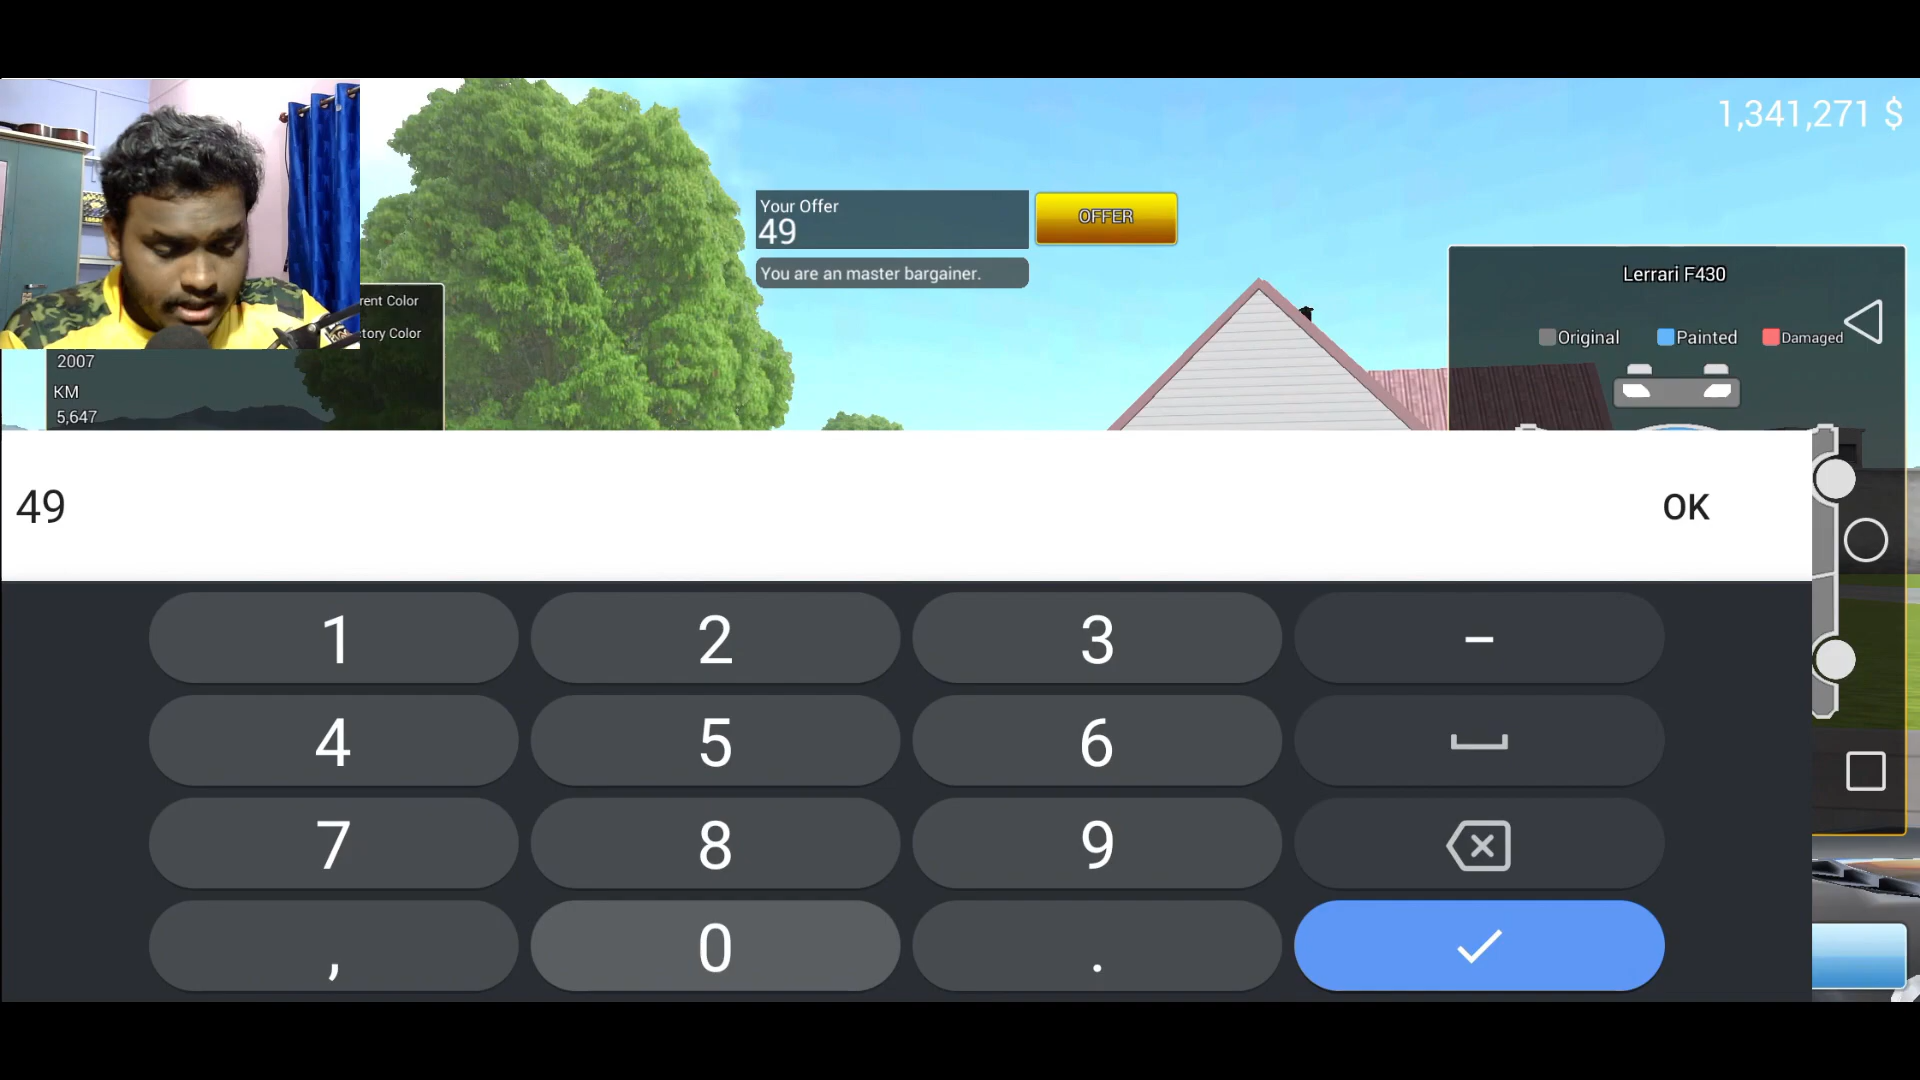 1,341,271 $
Your Offer
49
OFFER
You are an master bargainer.
Lerrari F430
Original
Painted
Damaged
rent Color
tory Color
2007
KM
5,647
49
OK
1
2
3
-
4
5
6
7
8
9
,
0
.